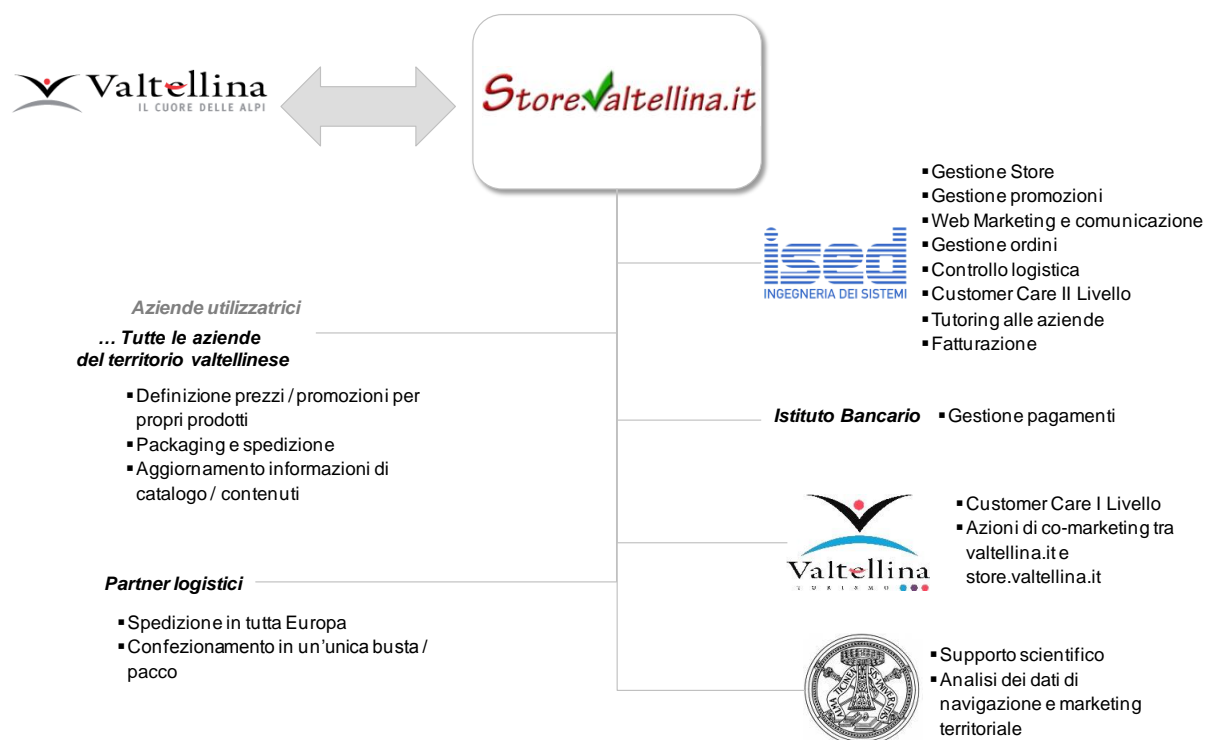 Valtellina
IL CUORE DELLE ALPI
Store.Valtellina.it
ised
INGEGNERIA DEI SISTEMI
▪Gestione Store
▪Gestione promozioni
▪Web Marketing e comunicazione
▪Gestione ordini
▪Controllo logistica
▪Customer Care II Livello
▪Tutoring alle aziende
▪Fatturazione
Aziende utilizzatrici
… Tutte le aziende
del territorio valtellinese
▪Definizione prezzi / promozioni per
propri prodotti
▪Packaging e spedizione
▪Aggiornamento informazioni di
catalogo / contenuti
Istituto Bancario
▪Gestione pagamenti
Valtellina
TURISMO
▪Customer Care I Livello
▪Azioni di co-marketing tra
valtellina.it e
store.valtellina.it
Partner logistici
▪Spedizione in tutta Europa
▪Confezionamento in un’unica busta /
pacco
▪Supporto scientifico
▪Analisi dei dati di
navigazione e marketing
territoriale